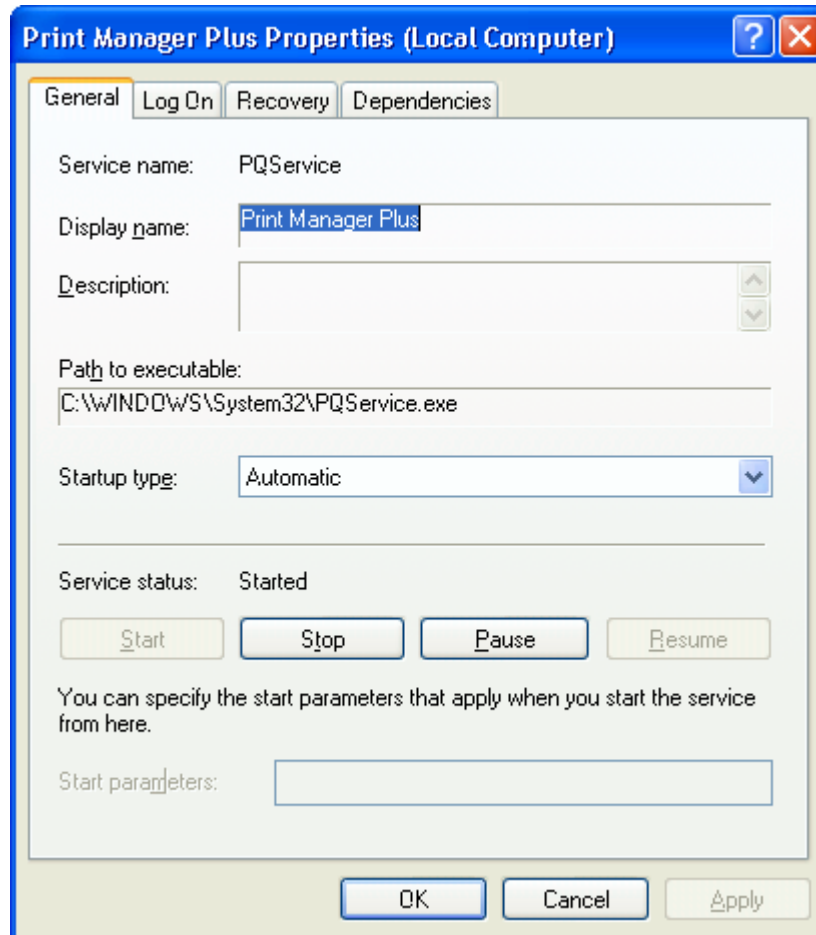 Print Manager Plus Properties (Local Computer)
General Log On Recovery Dependencies
Service name: PQService
Display name: Print Manager Plus
Description:
Path to executable:
C:\WINDOWS\System32\PQService.exe
Startup type: Automatic
Service status: Started
Start Stop Pause Resume
You can specify the start parameters that apply when you start the service
from here.
Start parameters:
OK Cancel Apply